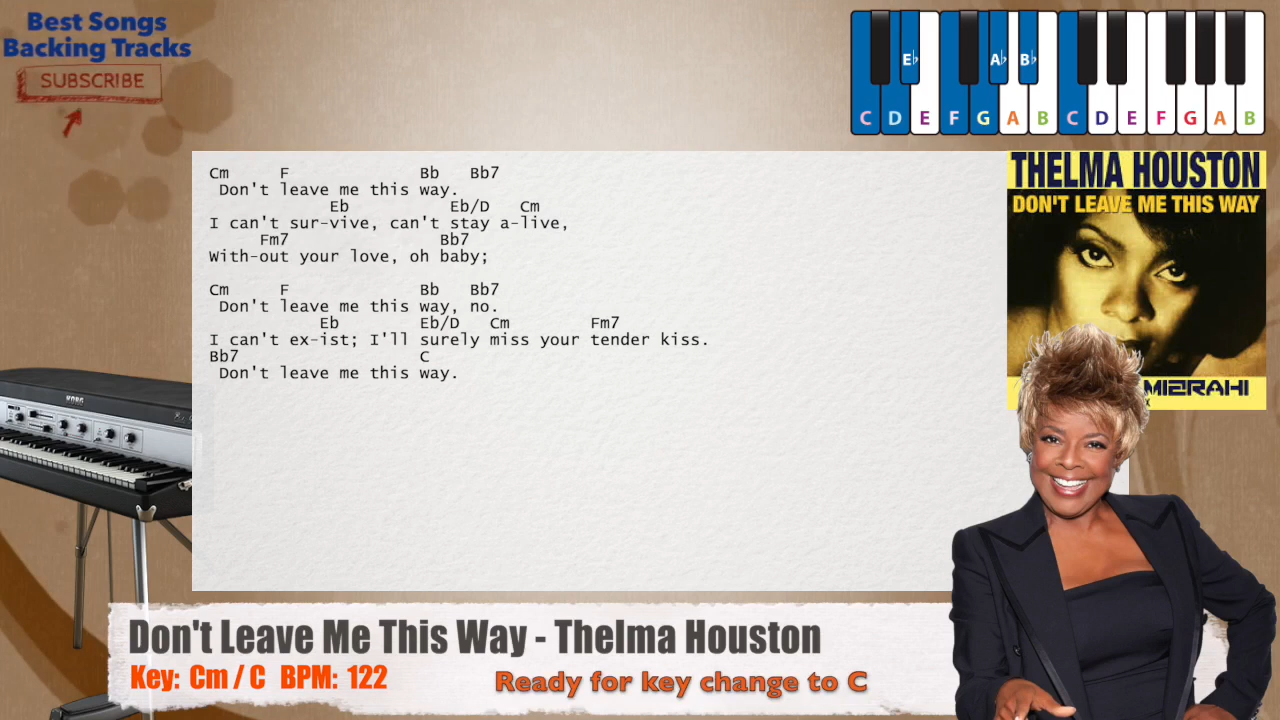 Best Songs
Backing Tracks
SUBSCRIBE
E♭ A♭ B♭
C D E F G A B C D E F G A B
Cm F Bb Bb7
Don't leave me this way.
Eb Eb/D Cm
I can't sur-vive, can't stay a-live,
Fm7 Bb7
With-out your love, oh baby;
Cm F Bb Bb7
Don't leave me this way, no.
Eb Eb/D Cm Fm7
I can't ex-ist; I'll surely miss your tender kiss.
Bb7 C
Don't leave me this way.
THELMA HOUSTON
DON'T LEAVE ME THIS WAY
MIZRAHI
KORG
Don't Leave Me This Way - Thelma Houston
Key: Cm / C BPM: 122
Ready for key change to C